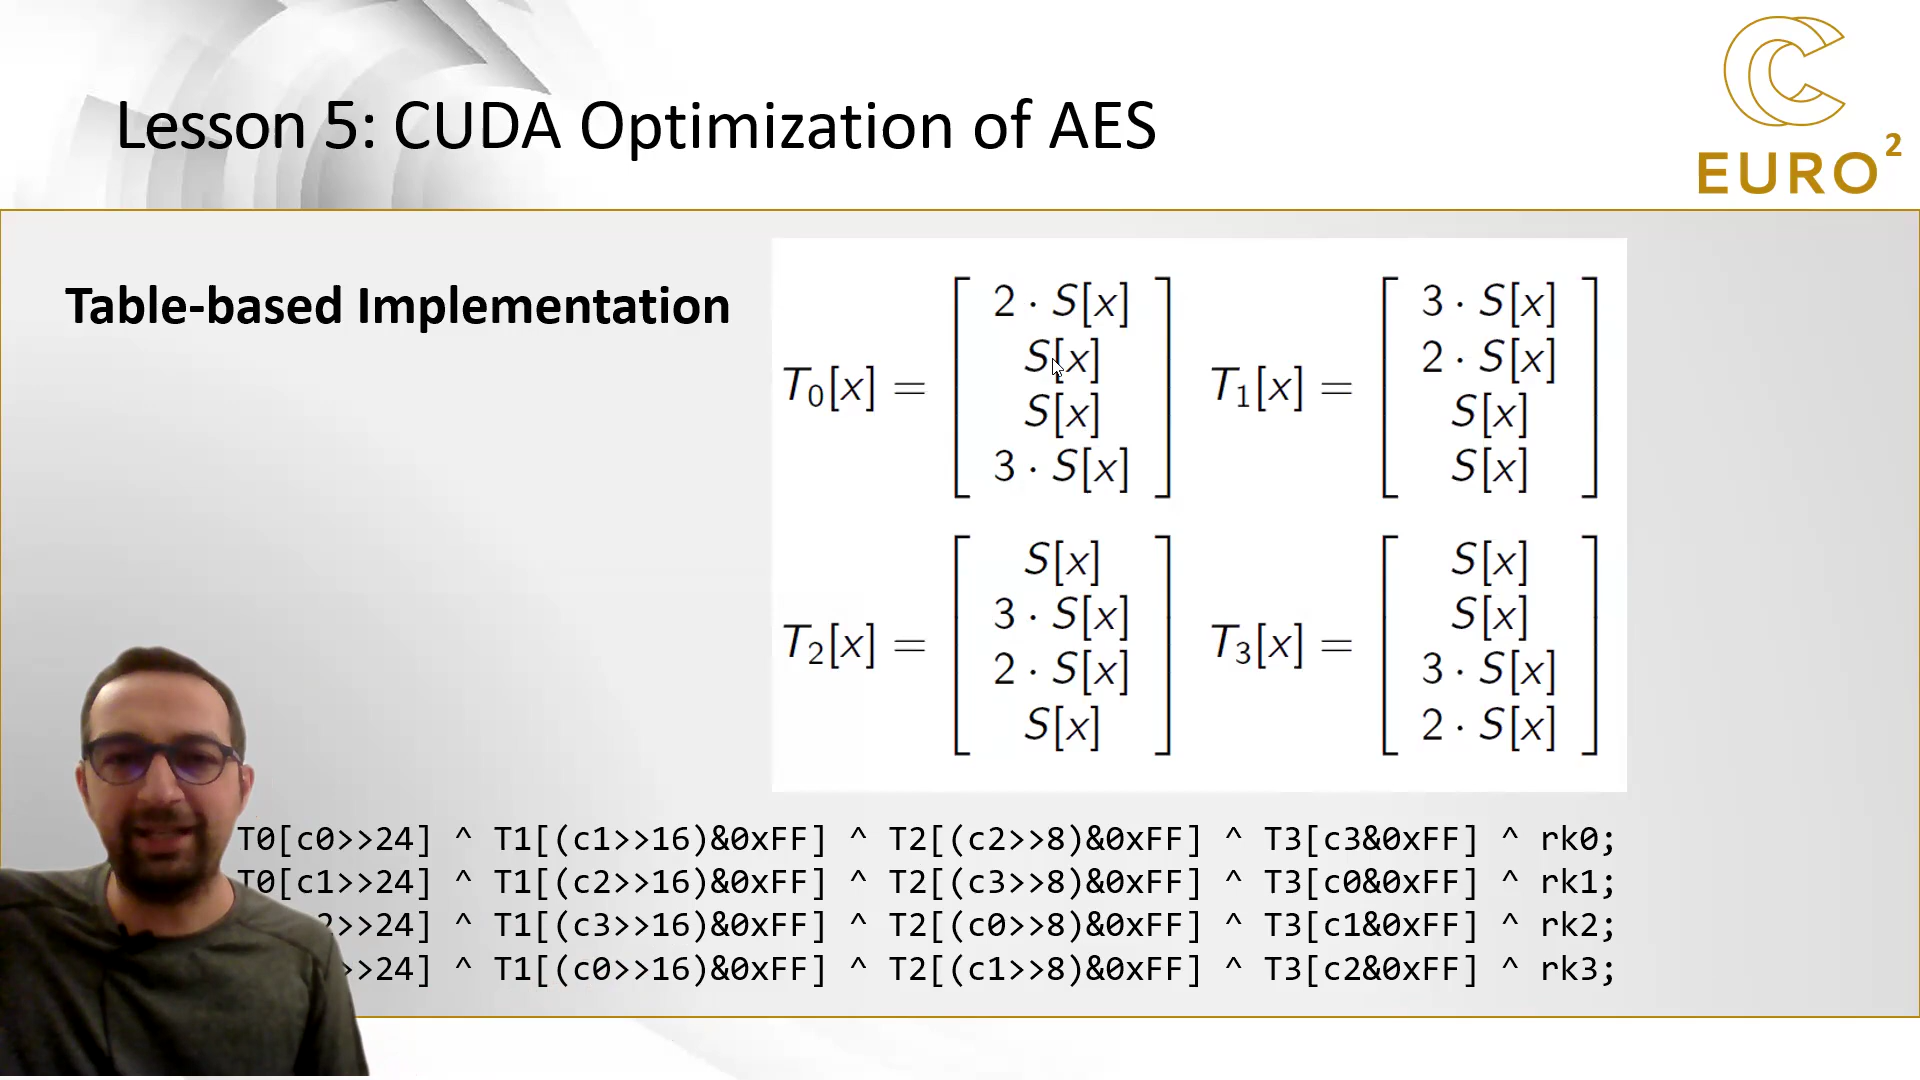 Lesson 5: CUDA Optimization of AES
EURO²
Table-based Implementation
T₀[x] = [ 2 · S[x]
S[x]
S[x]
3 · S[x] ]
T₁[x] = [ 3 · S[x]
2 · S[x]
S[x]
S[x] ]
T₂[x] = [ S[x]
3 · S[x]
2 · S[x]
S[x] ]
T₃[x] = [ S[x]
S[x]
3 · S[x]
2 · S[x] ]
T0[c0>>24] ^ T1[(c1>>16)&0xFF] ^ T2[(c2>>8)&0xFF] ^ T3[c3&0xFF] ^ rk0;
T0[c1>>24] ^ T1[(c2>>16)&0xFF] ^ T2[(c3>>8)&0xFF] ^ T3[c0&0xFF] ^ rk1;
2>>24] ^ T1[(c3>>16)&0xFF] ^ T2[(c0>>8)&0xFF] ^ T3[c1&0xFF] ^ rk2;
>>24] ^ T1[(c0>>16)&0xFF] ^ T2[(c1>>8)&0xFF] ^ T3[c2&0xFF] ^ rk3;